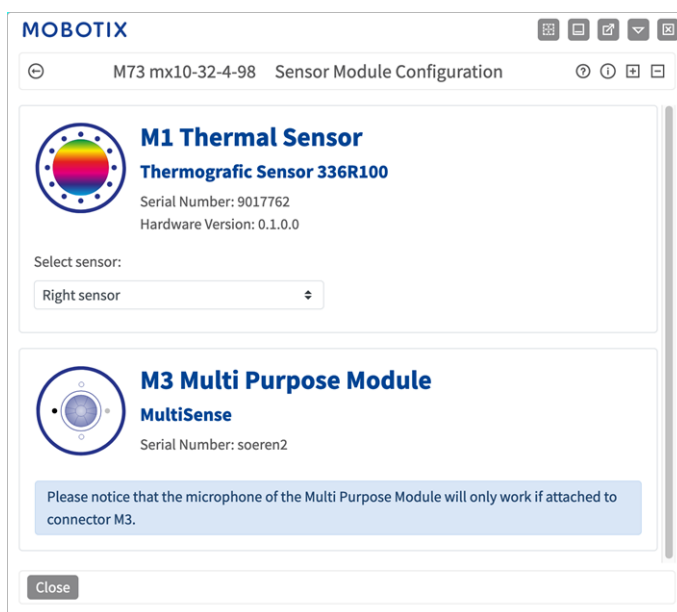 MOBOTIX
M73 mx10-32-4-98 Sensor Module Configuration
M1 Thermal Sensor
Thermografic Sensor 336R100
Serial Number: 9017762
Hardware Version: 0.1.0.0
Select sensor:
Right sensor
M3 Multi Purpose Module
MultiSense
Serial Number: soeren2
Please notice that the microphone of the Multi Purpose Module will only work if attached to
connector M3.
Close